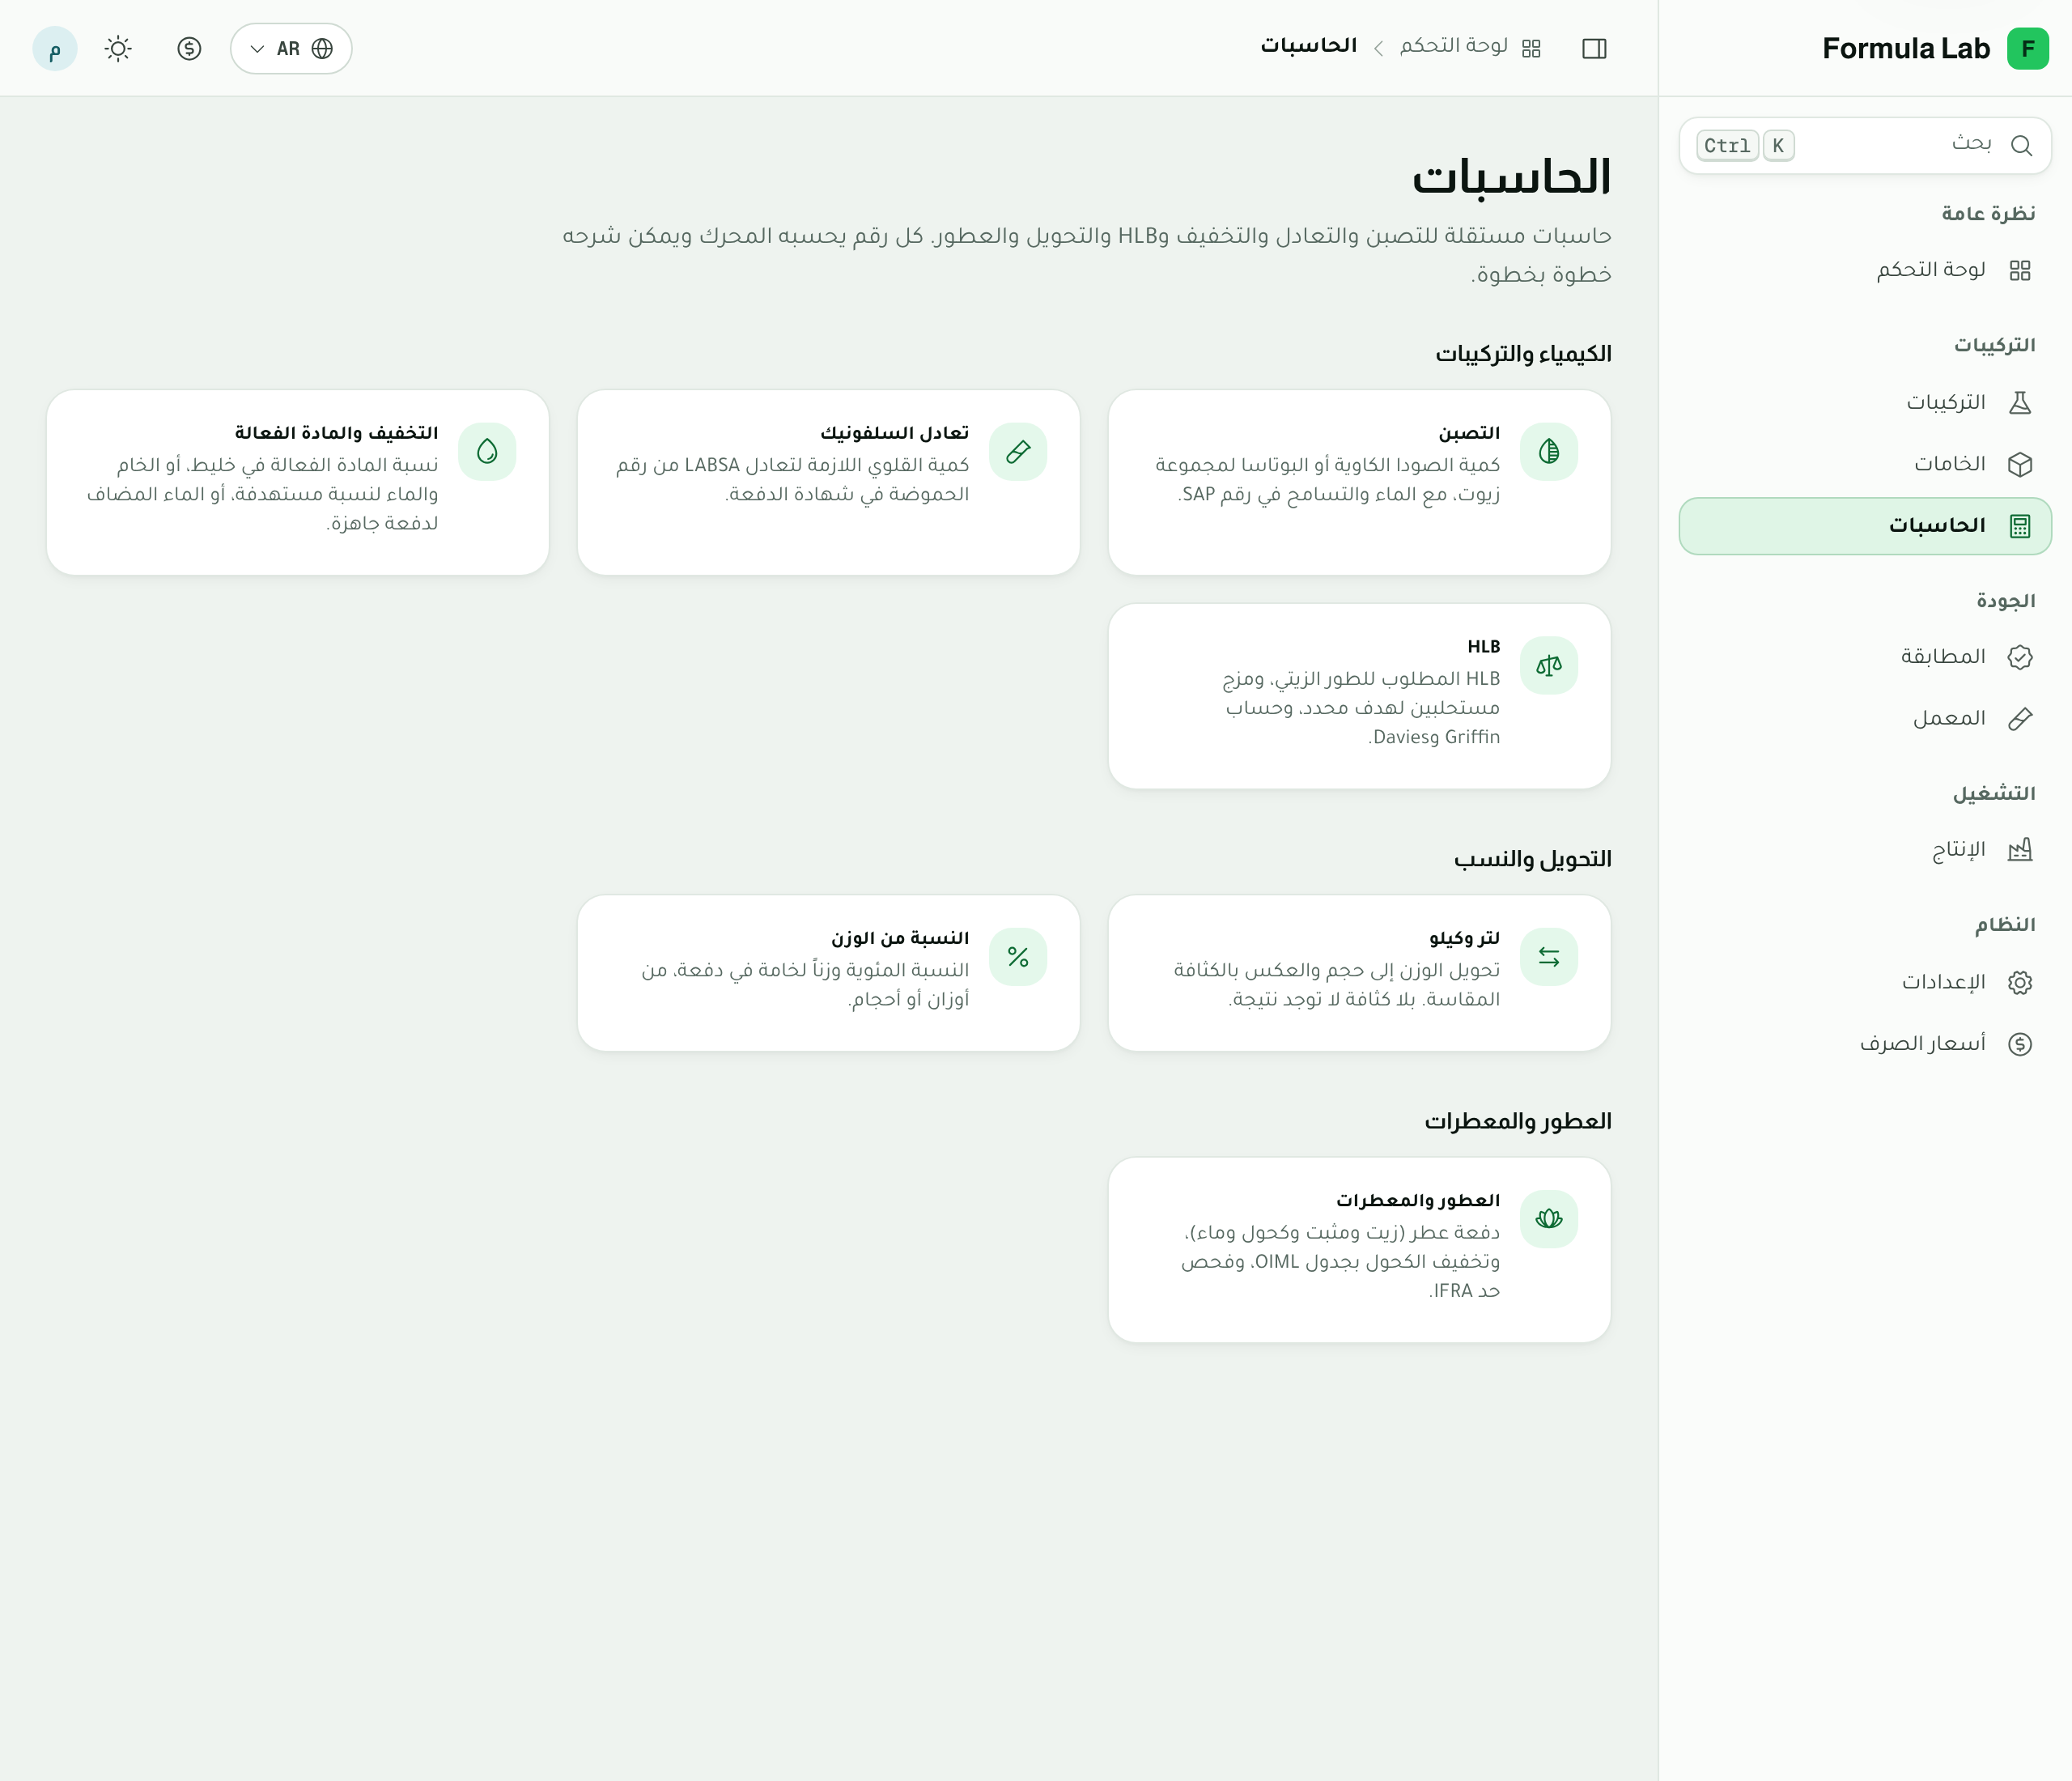 Formula Lab
F
بحث
Ctrl K
نظرة عامة
لوحة التحكم
التركيبات
التركيبات
الخامات
الحاسبات
الجودة
المطابقة
المعمل
التشغيل
الإنتاج
النظام
الإعدادات
أسعار الصرف
لوحة التحكم
الحاسبات
AR
م
الحاسبات
حاسبات مستقلة للتصبن والتعادل والتخفيف وHLB والتحويل والعطور. كل رقم يحسبه المحرك ويمكن شرحه
خطوة بخطوة.
الكيمياء والتركيبات
التصبن
كمية الصودا الكاوية أو البوتاسا لمجموعة
زيوت، مع الماء والتسامح في رقم SAP.
تعادل السلفونيك
كمية القلوي اللازمة لتعادل LABSA من رقم
الحموضة في شهادة الدفعة.
التخفيف والمادة الفعالة
نسبة المادة الفعالة في خليط، أو الخام
والماء لنسبة مستهدفة، أو الماء المضاف
لدفعة جاهزة.
HLB
HLB المطلوب للطور الزيتي، ومزج
مستحلبين لهدف محدد، وحساب
Griffin وDavies.
التحويل والنسب
لتر وكيلو
تحويل الوزن إلى حجم والعكس بالكثافة
المقاسة. بلا كثافة لا توجد نتيجة.
النسبة من الوزن
النسبة المئوية وزناً لخامة في دفعة، من
أوزان أو أحجام.
العطور والمعطرات
العطور والمعطرات
دفعة عطر (زيت ومثبت وكحول وماء)،
وتخفيف الكحول بجدول OIML، وفحص
حد IFRA.